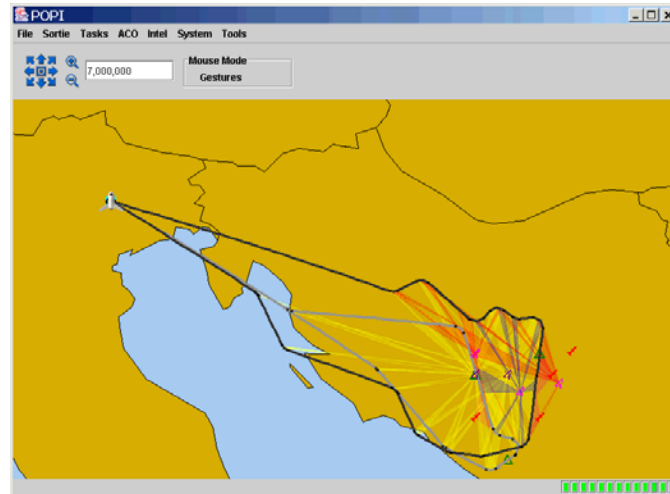 POPI
File Sortie Tasks ACO Intel System Tools
Mouse Mode
7,000,000
Gestures